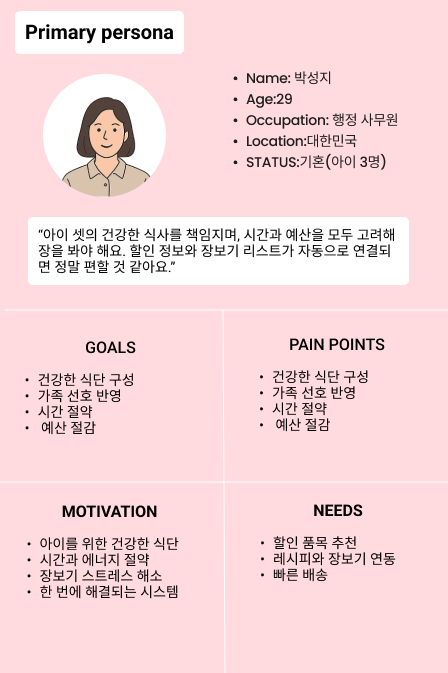 Primary persona
• Name: 박성지
• Age:29
• Occupation: 행정 사무원
• Location:대한민국
• STATUS:기혼(아이 3명)
“아이 셋의 건강한 식사를 책임지며, 시간과 예산을 모두 고려해
장을 봐야 해요. 할인 정보와 장보기 리스트가 자동으로 연결되
면 정말 편할 것 같아요.”
GOALS
• 건강한 식단 구성
• 가족 선호 반영
• 시간 절약
• 예산 절감
PAIN POINTS
• 건강한 식단 구성
• 가족 선호 반영
• 시간 절약
• 예산 절감
MOTIVATION
• 아이를 위한 건강한 식단
• 시간과 에너지 절약
• 장보기 스트레스 해소
• 한 번에 해결되는 시스템
NEEDS
• 할인 품목 추천
• 레시피와 장보기 연동
• 빠른 배송